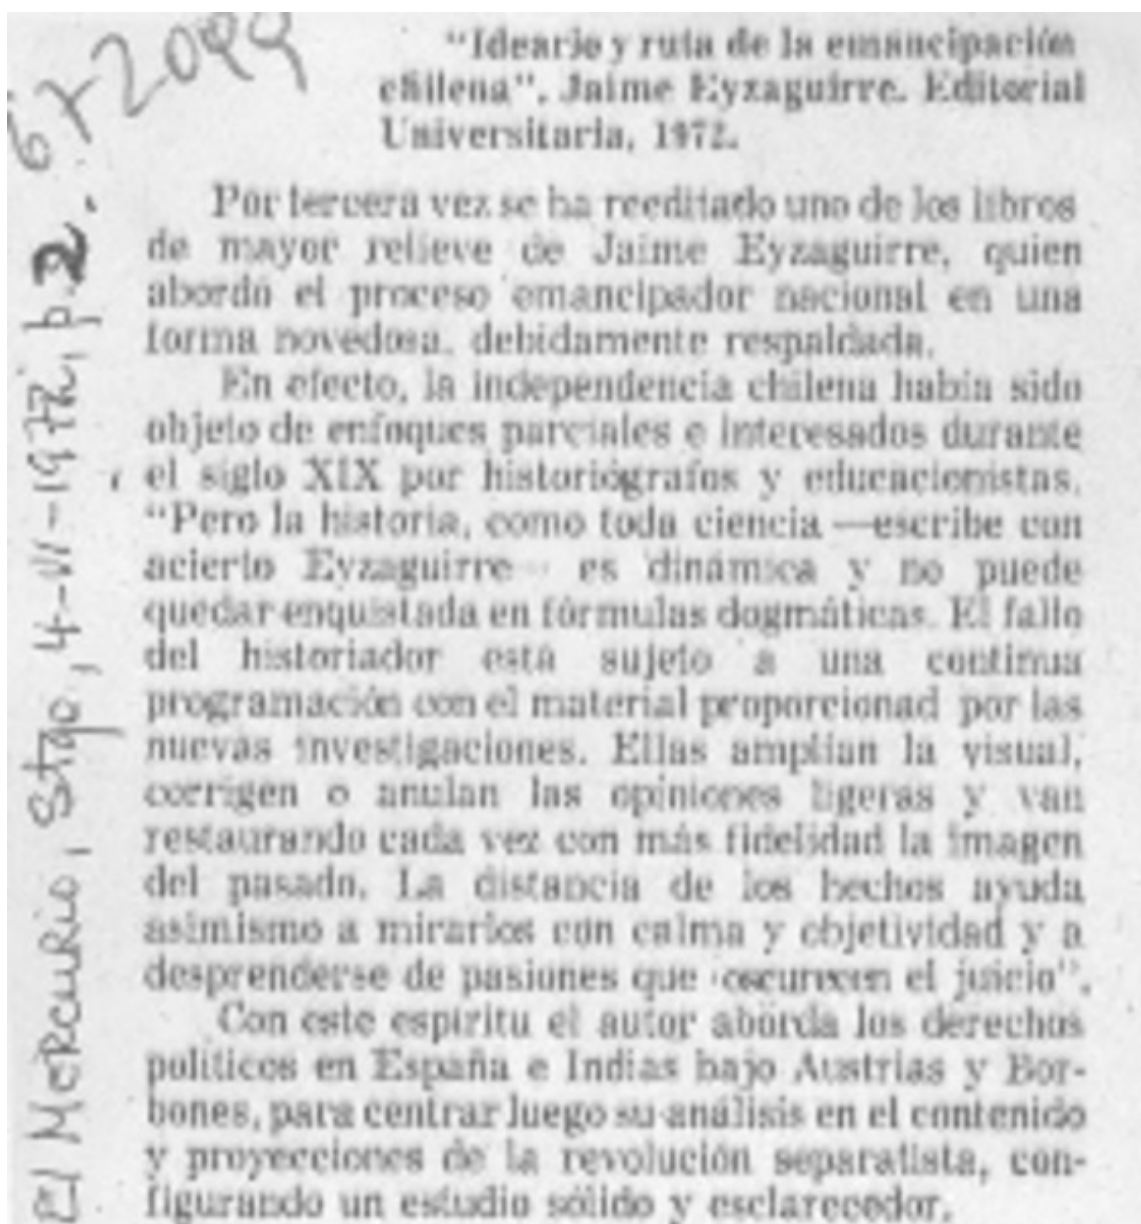 672099
"Ideario y ruta de la emancipación
chilena". Jaime Eyzaguirre. Editorial
Universitaria, 1972.
Por tercera vez se ha reeditado uno de los libros
de mayor relieve de Jaime Eyzaguirre, quien
abordó el proceso emancipador nacional en una
forma novedosa, debidamente respaldada.
En efecto, la independencia chilena había sido
objeto de enfoques parciales e interesados durante
el siglo XIX por historiógrafos y educacionistas.
"Pero la historia, como toda ciencia —escribe con
acierto Eyzaguirre— es dinámica y no puede
quedar enquistada en fórmulas dogmáticas. El fallo
del historiador está sujeto a una continua
programación con el material proporcionad por las
nuevas investigaciones. Ellas amplían la visual,
corrigen o anulan las opiniones ligeras y van
restaurando cada vez con más fidelidad la imagen
del pasado. La distancia de los hechos ayuda
asimismo a mirarlos con calma y objetividad y a
desprenderse de pasiones que oscurecen el juicio".
Con este espíritu el autor aborda los derechos
políticos en España e Indias bajo Austrias y Bor-
bones, para centrar luego su análisis en el contenido
y proyecciones de la revolución separatista, con-
figurando un estudio sólido y esclarecedor.
El Mercurio, Stgo, 4-VI-1972, p.2.